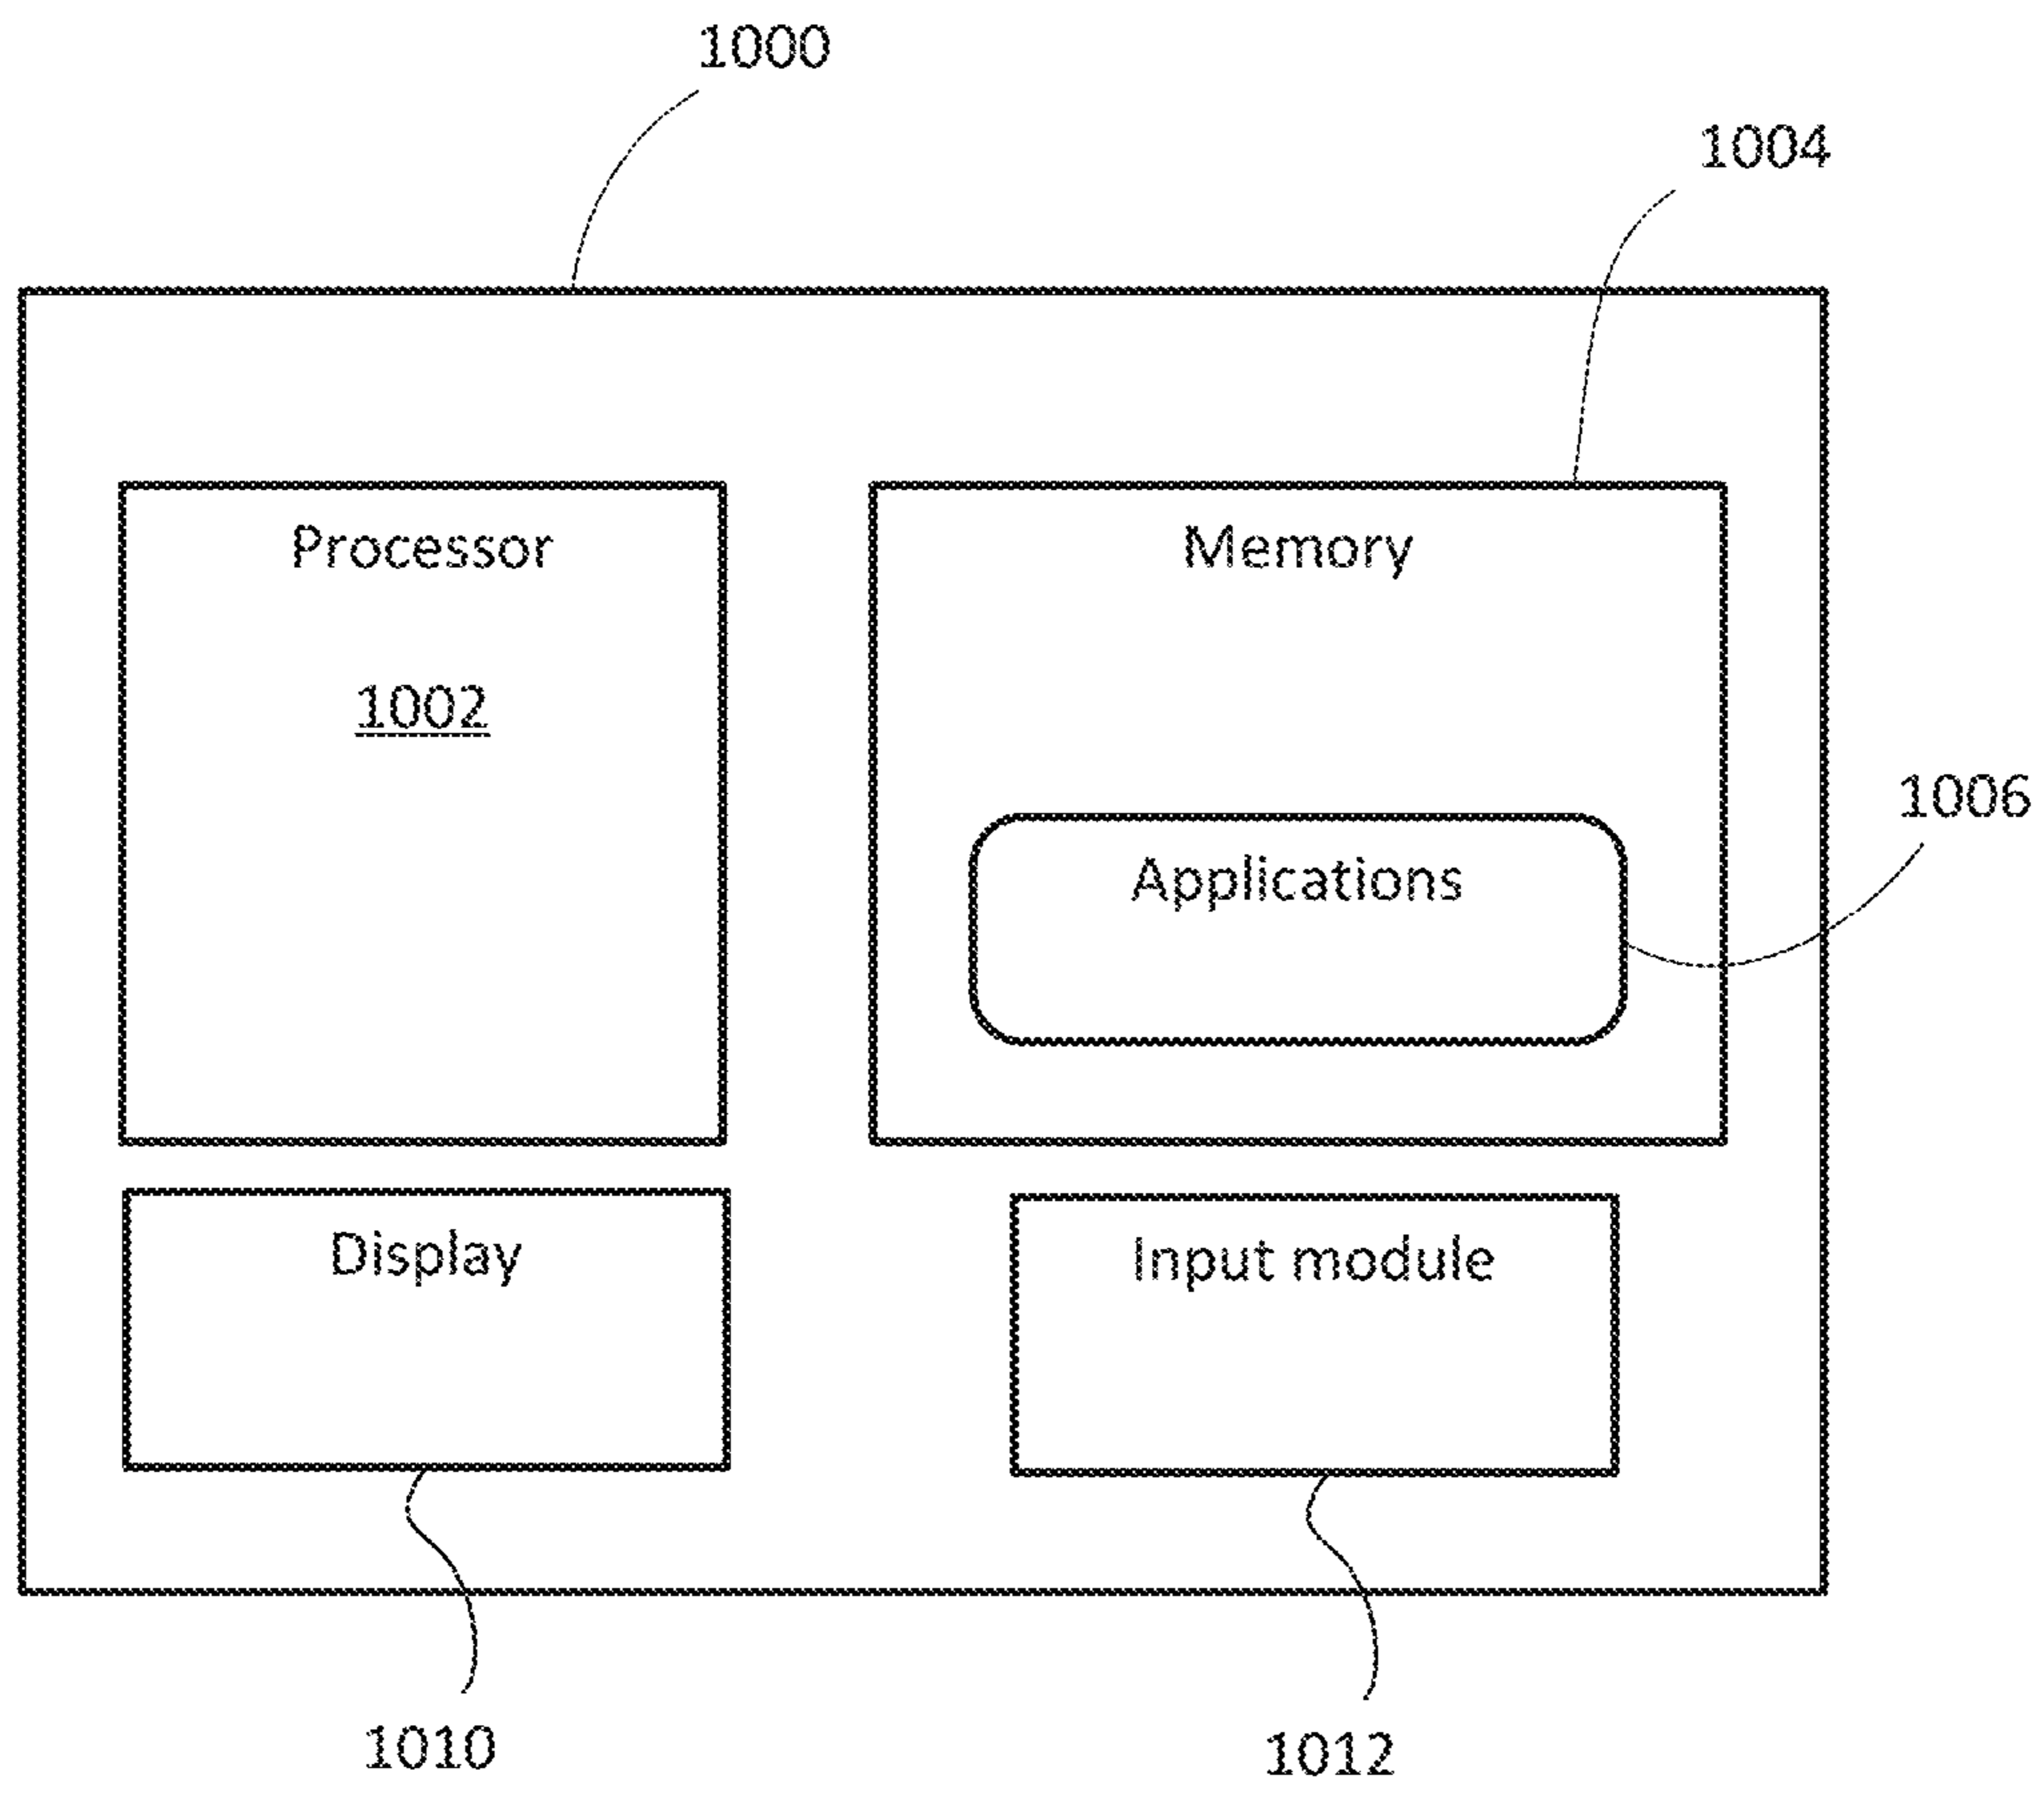 1000
1004
Processor
Memory
1002
1006
Applications
Display
Input module
1010
1012